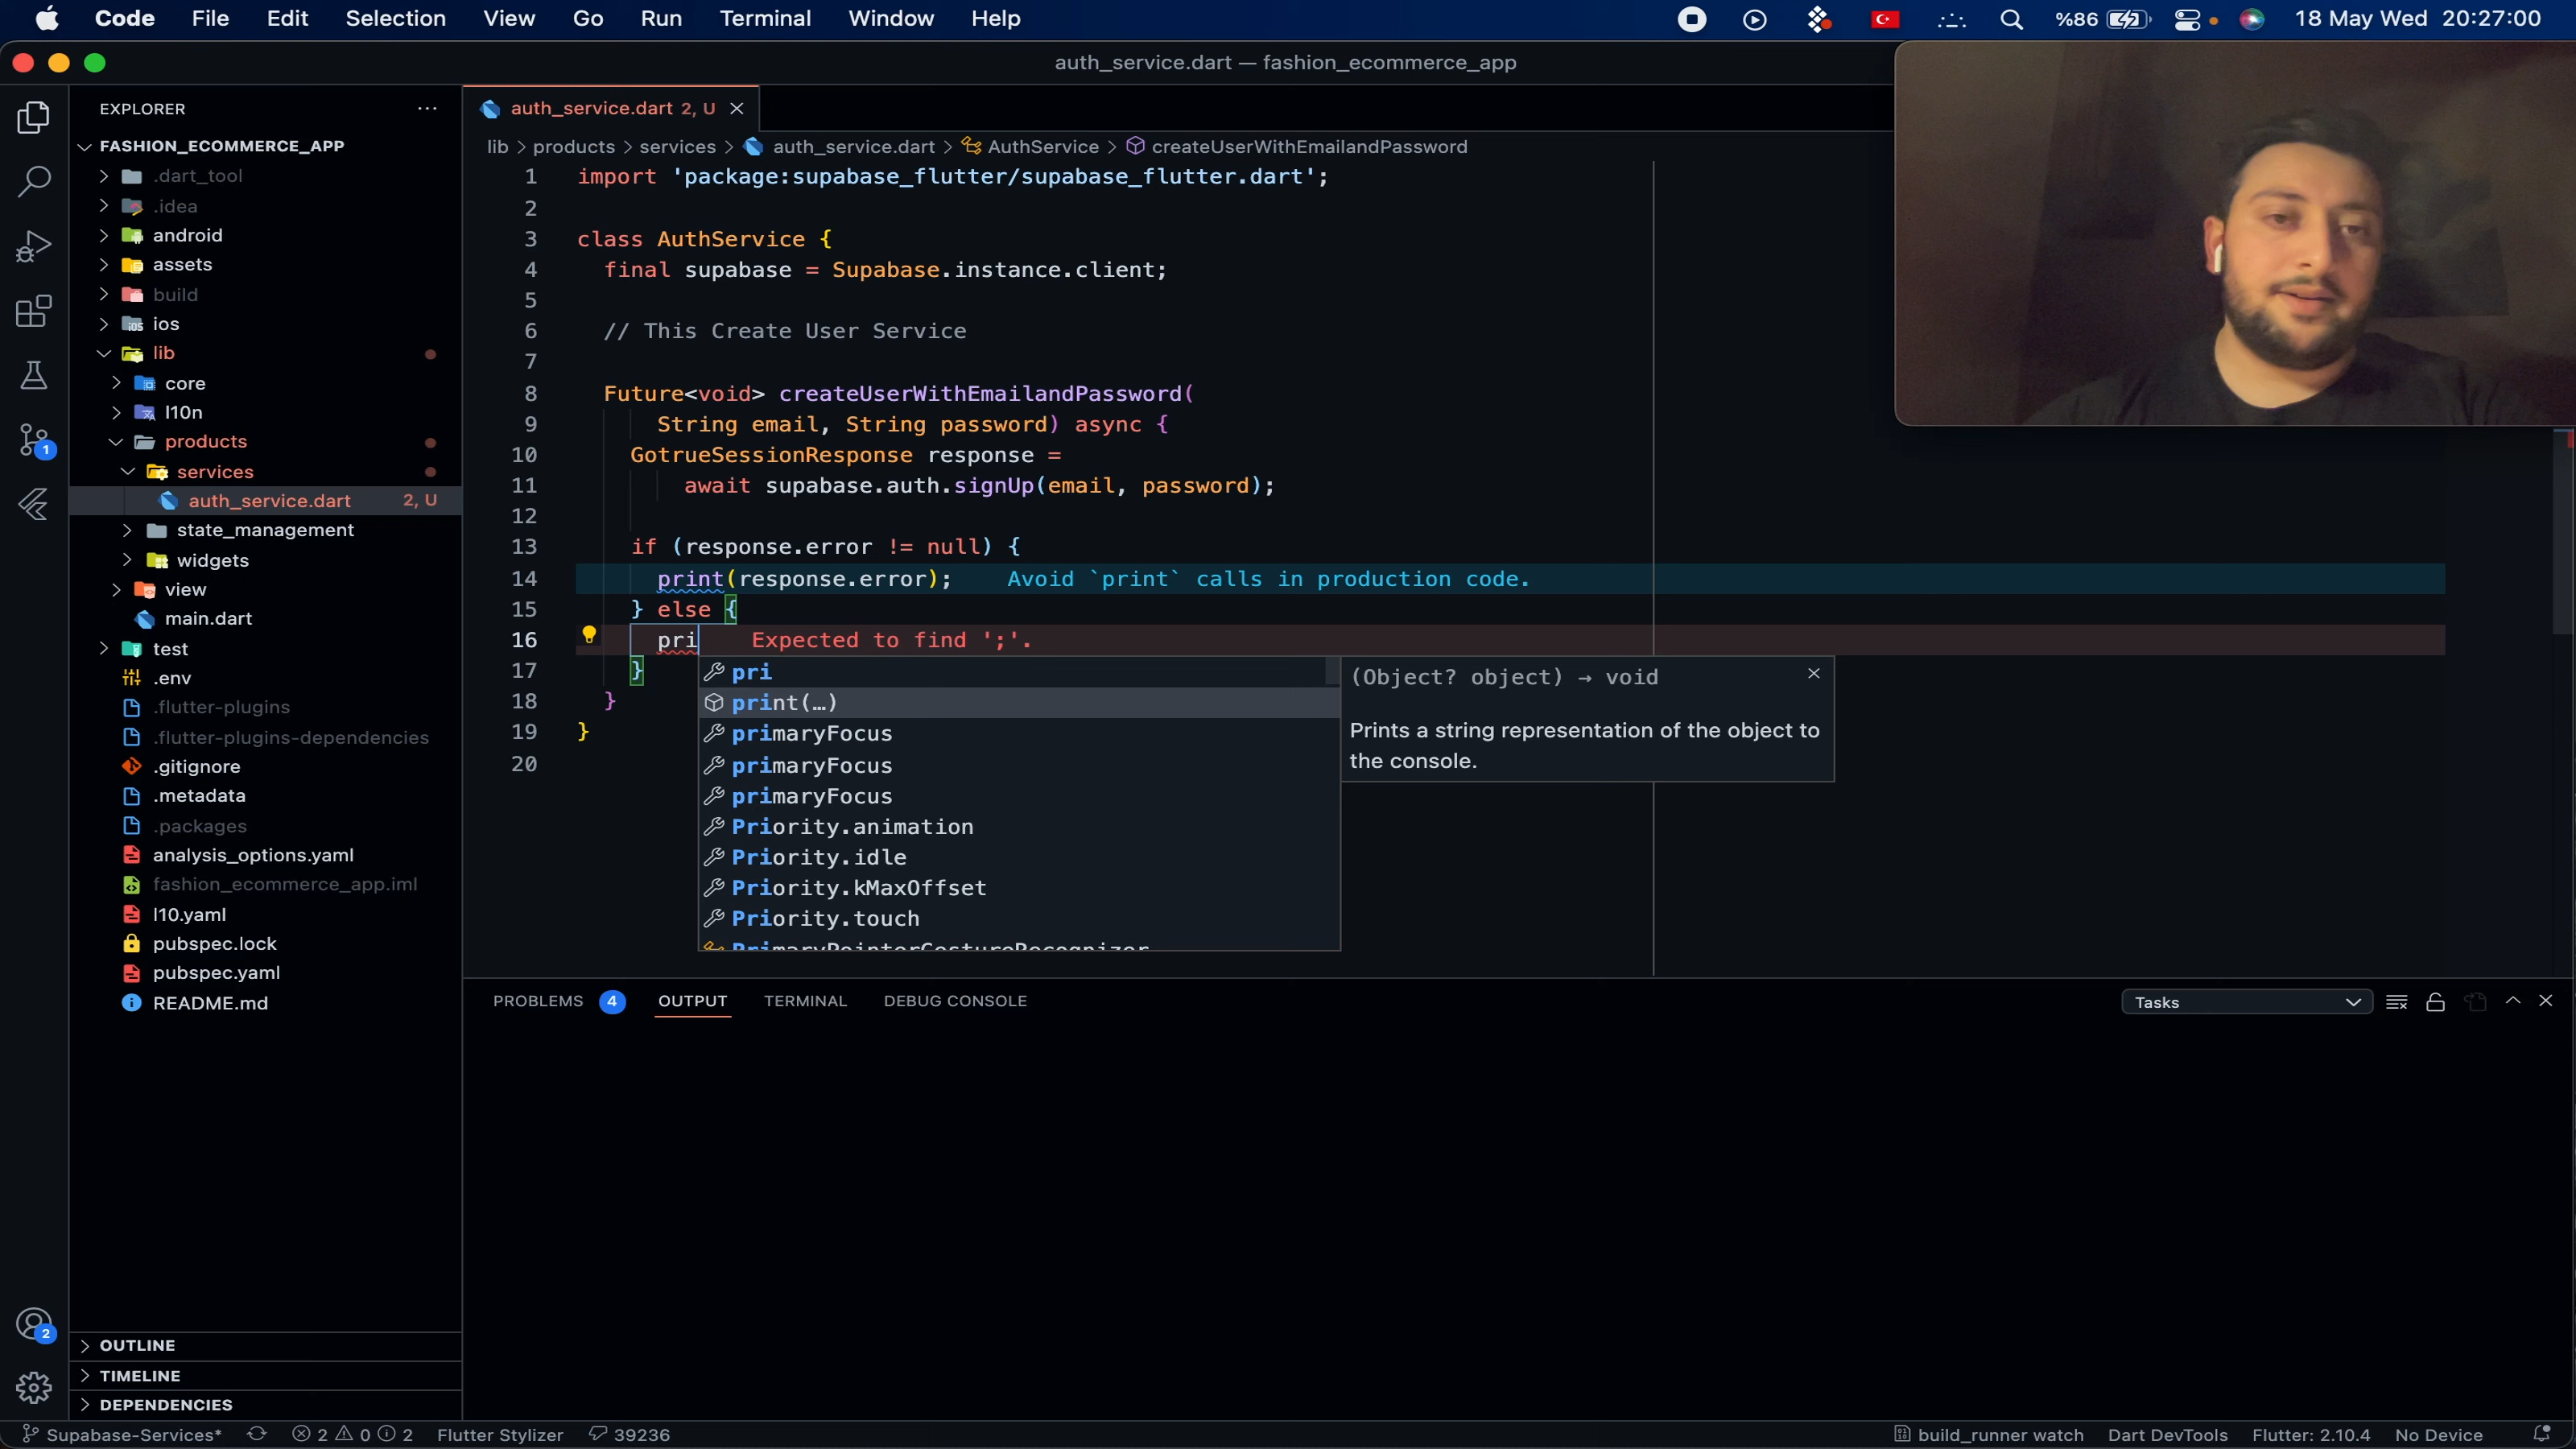 Code File Edit Selection View Go Run Terminal Window Help %86 18 May Wed 20:27:00
auth_service.dart — fashion_ecommerce_app
EXPLORER ···
auth_service.dart 2, U
FASHION_ECOMMERCE_APP
.dart_tool
.idea
android
assets
build
ios
lib
core
l10n
products
services
auth_service.dart 2, U
state_management
widgets
view
main.dart
test
.env
.flutter-plugins
.flutter-plugins-dependencies
.gitignore
.metadata
.packages
analysis_options.yaml
fashion_ecommerce_app.iml
l10.yaml
pubspec.lock
pubspec.yaml
README.md
OUTLINE
TIMELINE
DEPENDENCIES
1
2
lib > products > services > auth_service.dart > AuthService > createUserWithEmailandPassword
1 import 'package:supabase_flutter/supabase_flutter.dart';
2
3 class AuthService {
4 final supabase = Supabase.instance.client;
5
6 // This Create User Service
7
8 Future<void> createUserWithEmailandPassword(
9 String email, String password) async {
10 GotrueSessionResponse response =
11 await supabase.auth.signUp(email, password);
12
13 if (response.error != null) {
14 print(response.error); Avoid `print` calls in production code.
15 } else {
16 pri Expected to find ';'.
17 }
18 }
19 }
20
pri
print(…)
primaryFocus
primaryFocus
primaryFocus
Priority.animation
Priority.idle
Priority.kMaxOffset
Priority.touch
PrimaryPointerGestureRecognizer
(Object? object) → void
Prints a string representation of the object to
the console.
PROBLEMS 4 OUTPUT TERMINAL DEBUG CONSOLE Tasks
Supabase-Services* 2 0 2 Flutter Stylizer 39236 build_runner watch Dart DevTools Flutter: 2.10.4 No Device